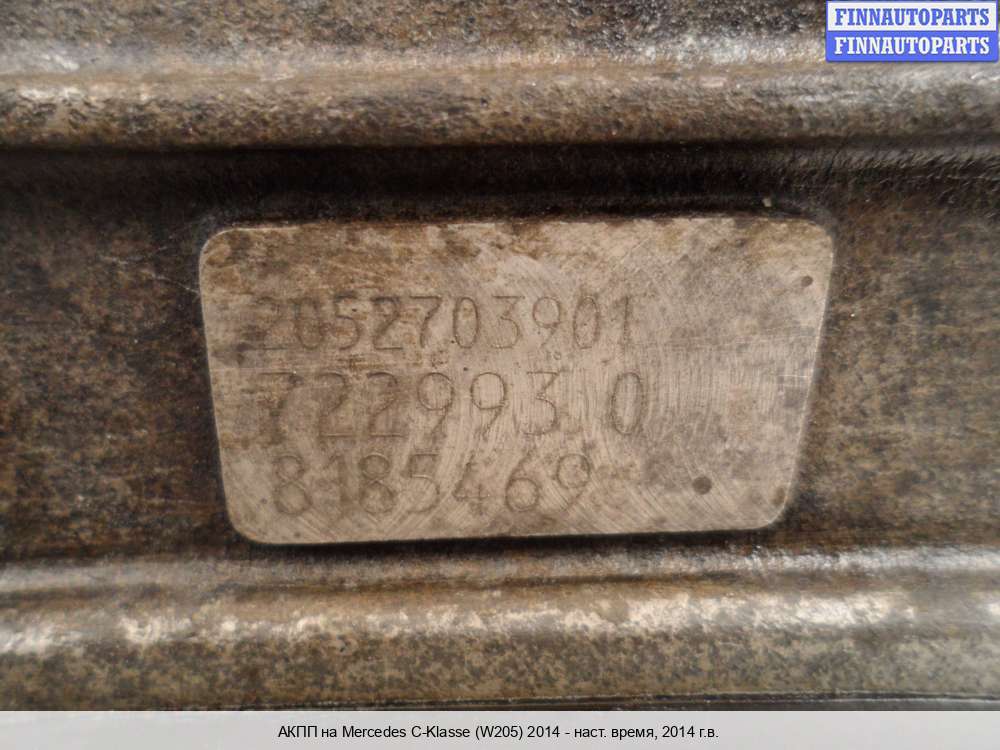 FINNAUTOPARTS
FINNAUTOPARTS
2052703901
722993 0
8185469
АКПП на Mercedes C-Klasse (W205) 2014 - наст. время, 2014 г.в.